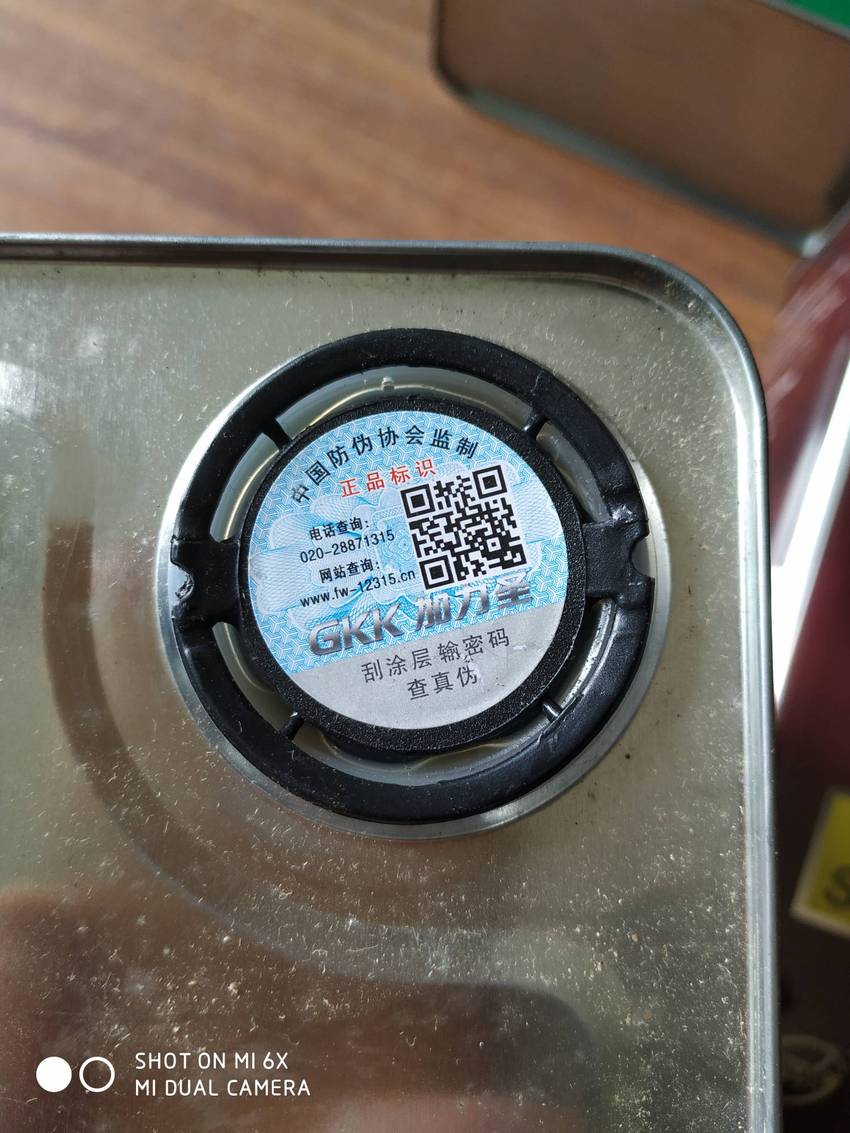 中国防伪协会监制
正品标识
电话查询:
020-28871315
网站查询:
www.fw-12315.cn
GKK 加力圣
刮涂层 输密码
查真伪
S
SHOT ON MI 6X
MI DUAL CAMERA